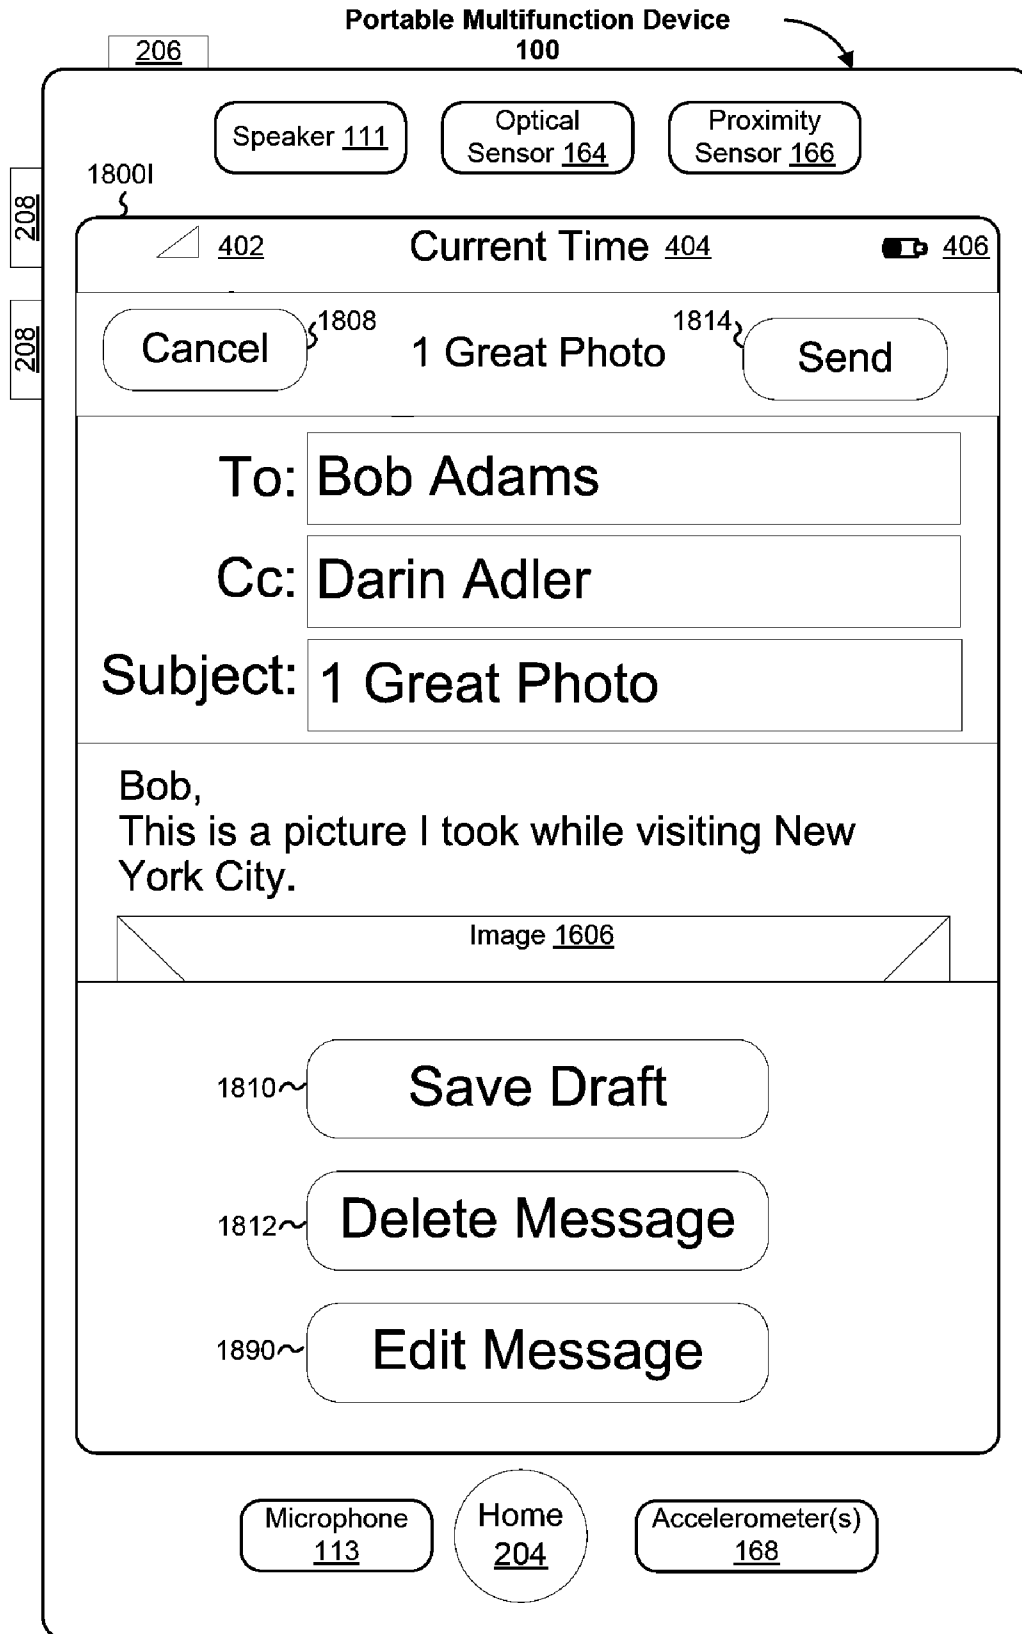 Portable Multifunction Device
100
206
Speaker 111
Optical
Sensor 164
Proximity
Sensor 166
208
1800I
402
Current Time 404
406
208
Cancel
1808
1 Great Photo
1814
Send
To: Bob Adams
Cc: Darin Adler
Subject: 1 Great Photo
Bob,
This is a picture I took while visiting New
York City.
Image 1606
1810
Save Draft
1812
Delete Message
1890
Edit Message
Microphone
113
Home
204
Accelerometer(s)
168